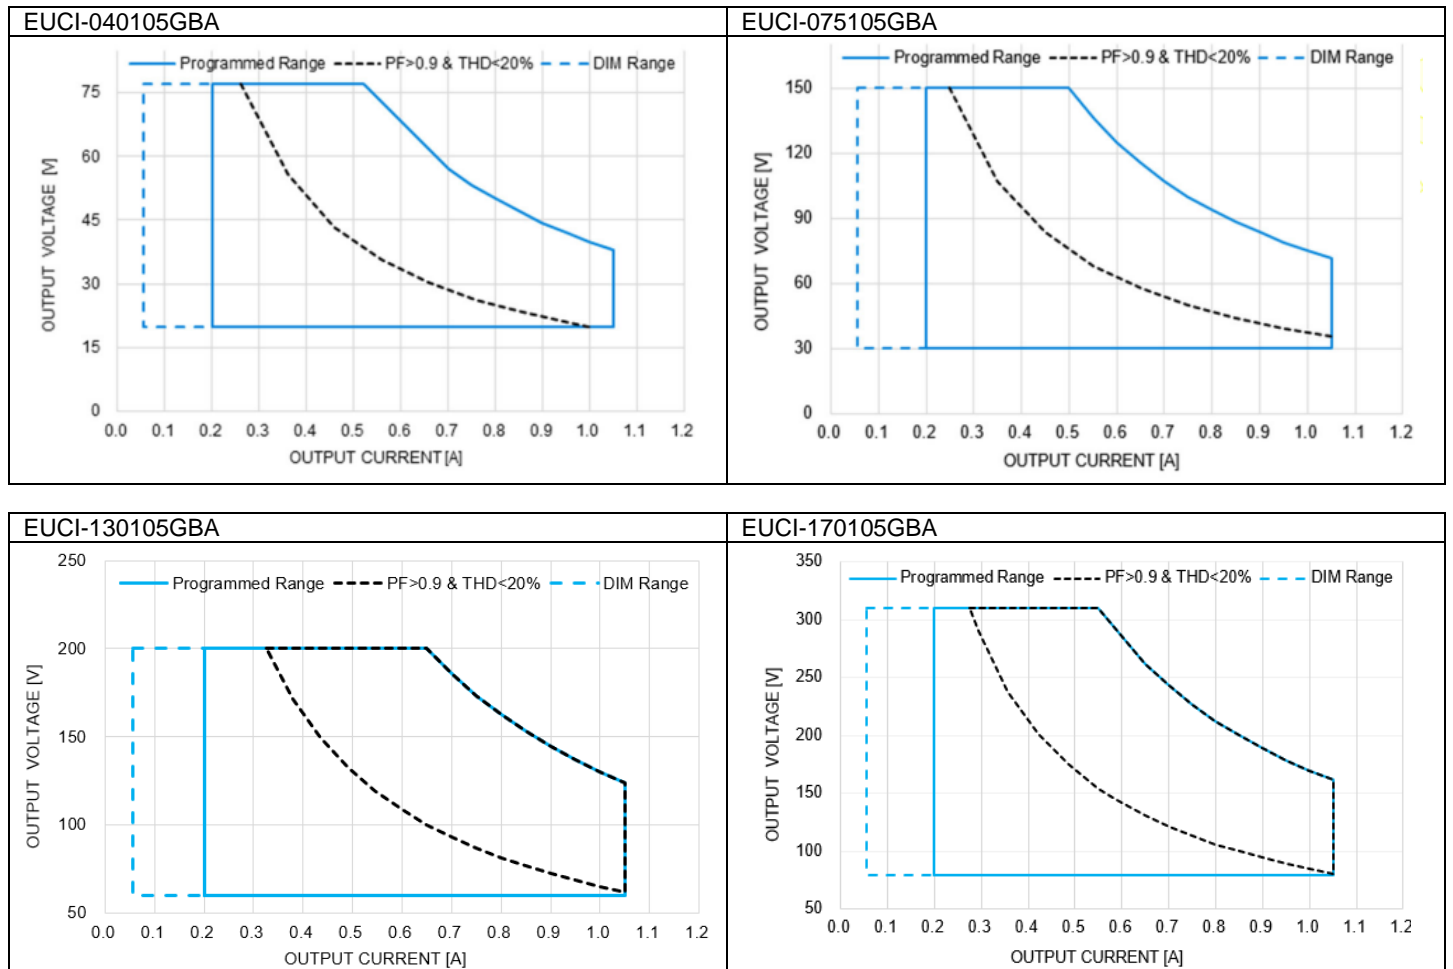 EUCI-040105GBA
Programmed Range PF>0.9 & THD<20% DIM Range
75
60
45
30
15
0
OUTPUT VOLTAGE [V]
0.0 0.1 0.2 0.3 0.4 0.5 0.6 0.7 0.8 0.9 1.0 1.1 1.2
OUTPUT CURRENT [A]
EUCI-075105GBA
Programmed Range PF>0.9 & THD<20% DIM Range
150
120
90
60
30
0
OUTPUT VOLTAGE [V]
0.0 0.1 0.2 0.3 0.4 0.5 0.6 0.7 0.8 0.9 1.0 1.1 1.2
OUTPUT CURRENT [A]
EUCI-130105GBA
250
Programmed Range PF>0.9 & THD<20% DIM Range
200
150
100
50
OUTPUT VOLTAGE [V]
0.0 0.1 0.2 0.3 0.4 0.5 0.6 0.7 0.8 0.9 1.0 1.1 1.2
OUTPUT CURRENT [A]
EUCI-170105GBA
350
Programmed Range PF>0.9 & THD<20% DIM Range
300
250
200
150
100
50
OUTPUT VOLTAGE [V]
0.0 0.1 0.2 0.3 0.4 0.5 0.6 0.7 0.8 0.9 1.0 1.1 1.2
OUTPUT CURRENT [A]